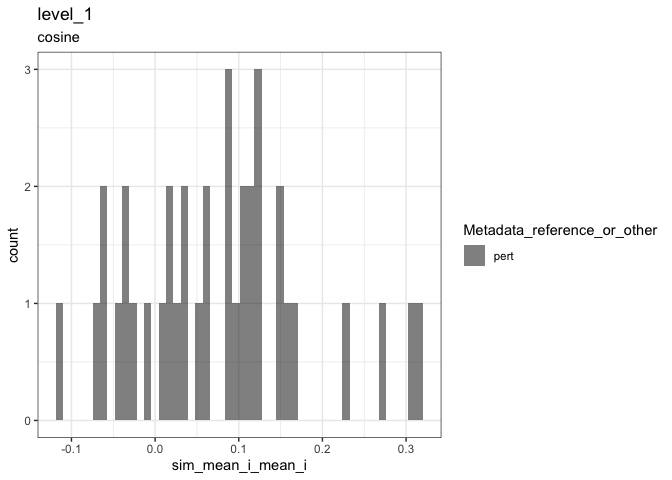 level_1
cosine
3
2
1
0
count
-0.1
0.0
0.1
0.2
0.3
sim_mean_i_mean_i
Metadata_reference_or_other
pert